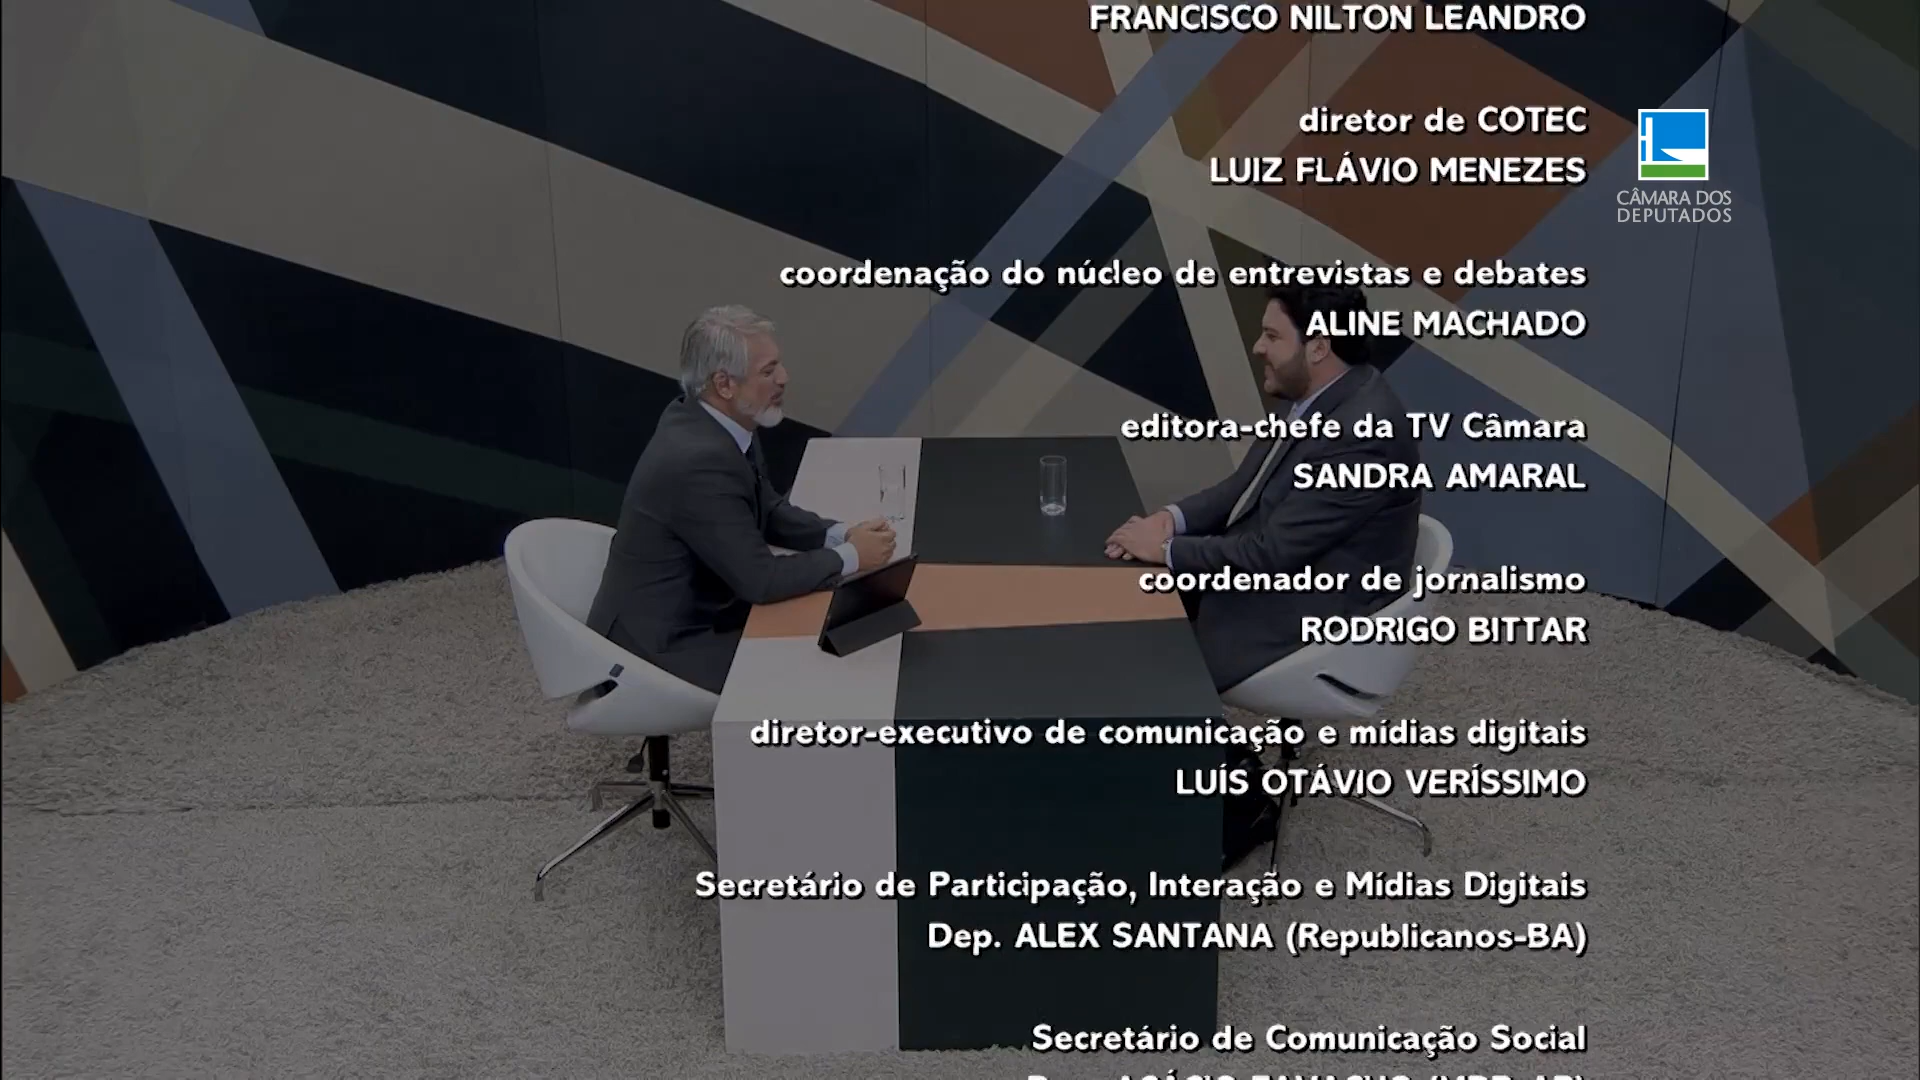 FRANCISCO NILTON LEANDRO
diretor de COTEC
LUIZ FLÁVIO MENEZES
CÂMARA DOS
DEPUTADOS
coordenação do núcleo de entrevistas e debates
ALINE MACHADO
editora-chefe da TV Câmara
SANDRA AMARAL
coordenador de jornalismo
RODRIGO BITTAR
diretor-executivo de comunicação e mídias digitais
LUÍS OTÁVIO VERÍSSIMO
Secretário de Participação, Interação e Mídias Digitais
Dep. ALEX SANTANA (Republicanos-BA)
Secretário de Comunicação Social